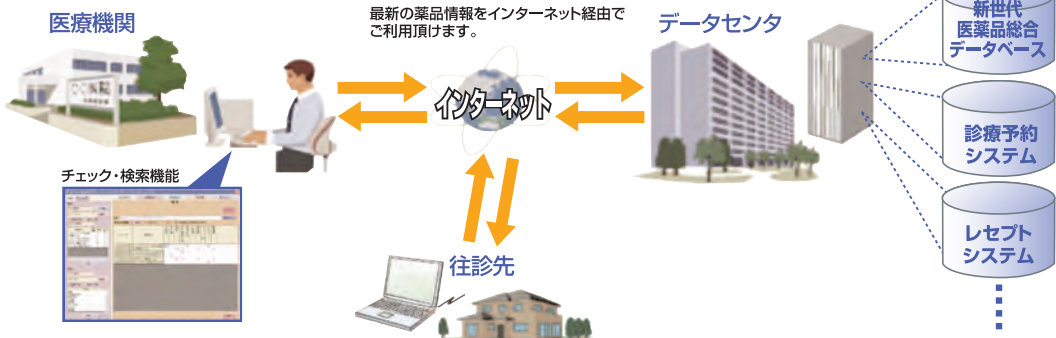 医療機関
最新の薬品情報をインターネット経由で
ご利用頂けます。
データセンタ
新世代
医薬品総合
データベース
インターネット
診療予約
システム
チェック・検索機能
レセプト
システム
往診先